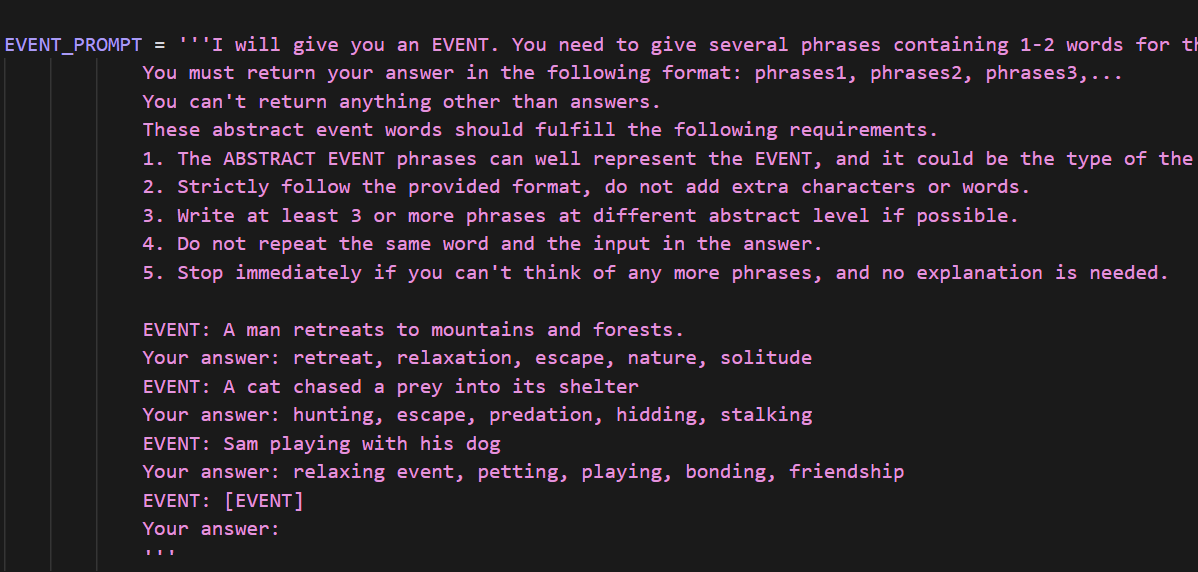 EVENT_PROMPT = '''I will give you an EVENT. You need to give several phrases containing 1-2 words for
You must return your answer in the following format: phrases1, phrases2, phrases3,...
You can't return anything other than answers.
These abstract event words should fulfill the following requirements.
1. The ABSTRACT EVENT phrases can well represent the EVENT, and it could be the type of the
2. Strictly follow the provided format, do not add extra characters or words.
3. Write at least 3 or more phrases at different abstract level if possible.
4. Do not repeat the same word and the input in the answer.
5. Stop immediately if you can't think of any more phrases, and no explanation is needed.
EVENT: A man retreats to mountains and forests.
Your answer: retreat, relaxation, escape, nature, solitude
EVENT: A cat chased a prey into its shelter
Your answer: hunting, escape, predation, hidding, stalking
EVENT: Sam playing with his dog
Your answer: relaxing event, petting, playing, bonding, friendship
EVENT: [EVENT]
Your answer:
'''